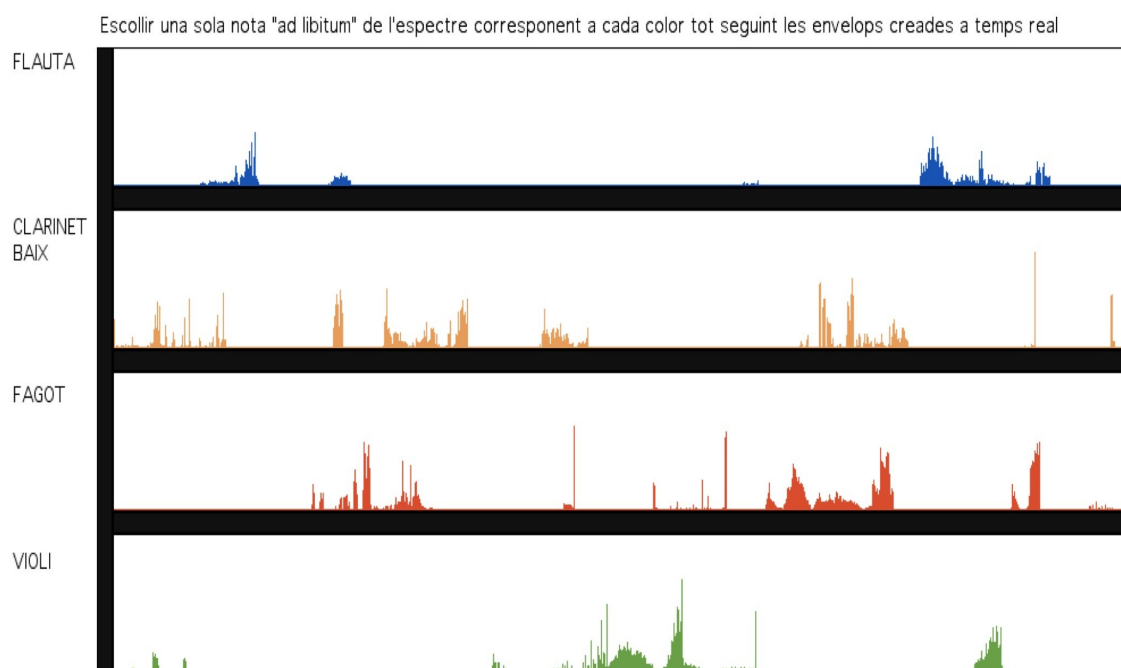 Escollir una sola nota "ad libitum" de l'espectre corresponent a cada color tot seguint les envelops creades a temps real
FLAUTA
CLARINET
BAIX
FAGOT
VIOLI